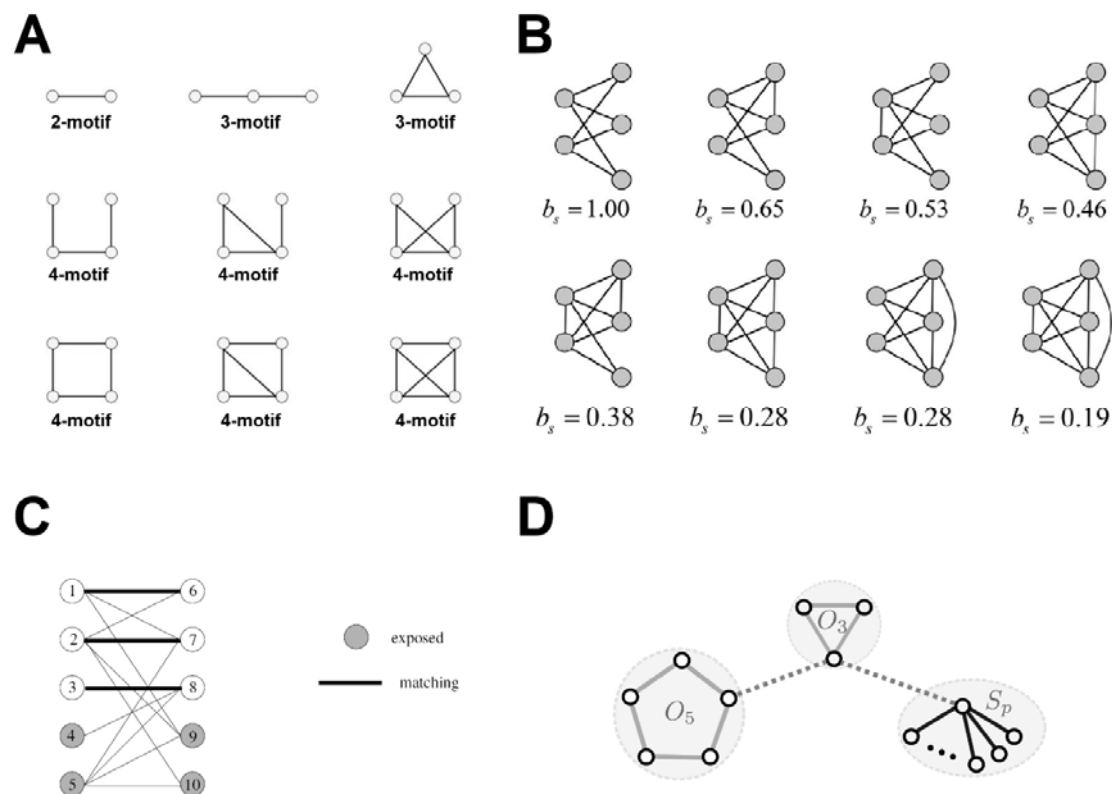 A
2-motif
3-motif
3-motif
4-motif
4-motif
4-motif
4-motif
4-motif
4-motif
B
b_s = 1.00
b_s = 0.65
b_s = 0.53
b_s = 0.46
b_s = 0.38
b_s = 0.28
b_s = 0.28
b_s = 0.19
C
1 6
2 7
3 8
4 9
5 10
exposed
matching
D
O_3
O_5
S_p